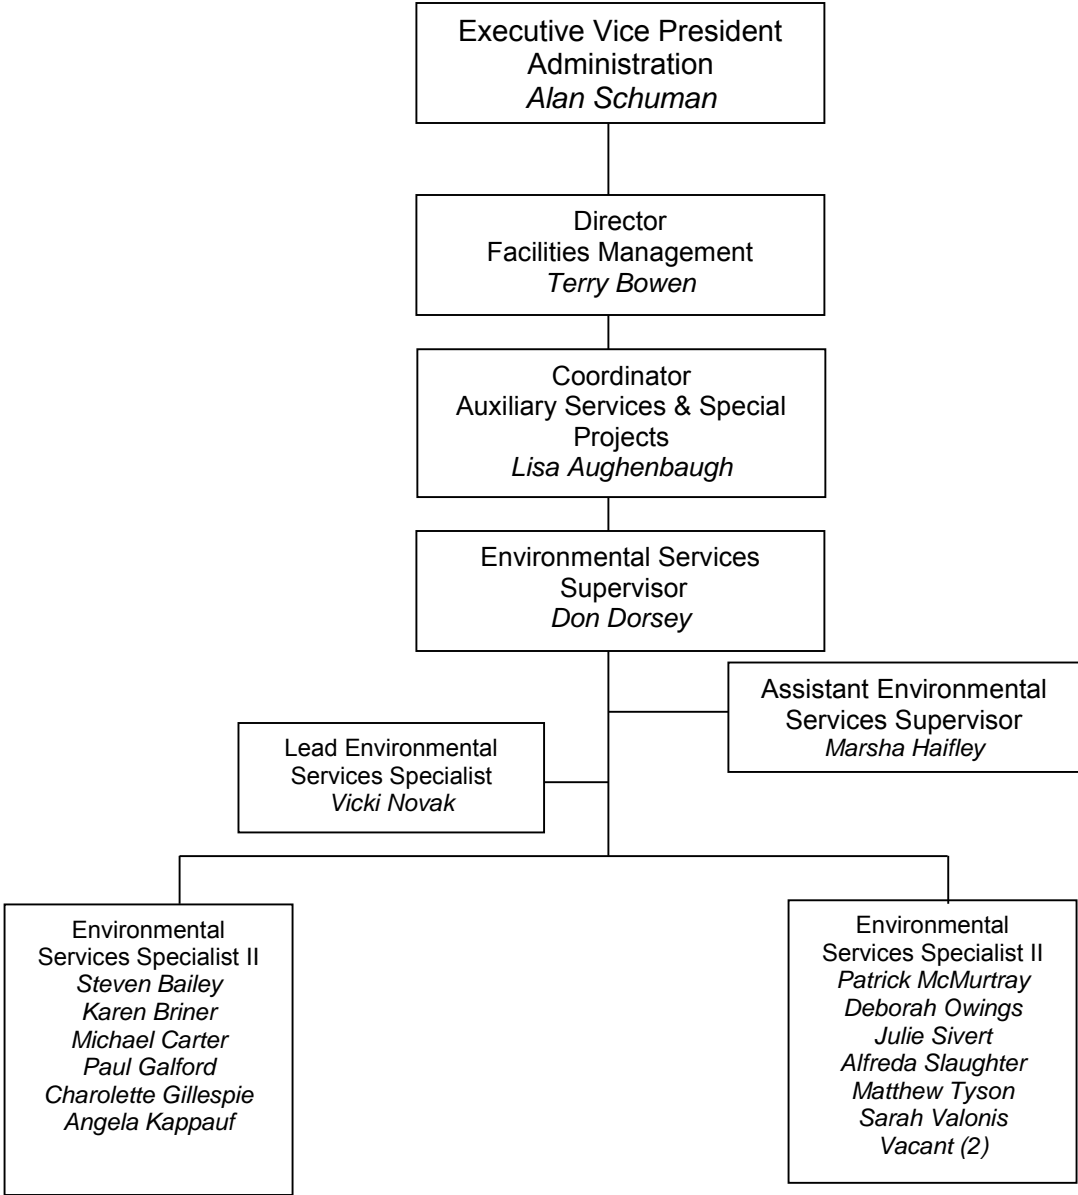 Executive Vice President
Administration
Alan Schuman
Director
Facilities Management
Terry Bowen
Coordinator
Auxiliary Services & Special
Projects
Lisa Aughenbaugh
Environmental Services
Supervisor
Don Dorsey
Assistant Environmental
Services Supervisor
Marsha Haifley
Lead Environmental
Services Specialist
Vicki Novak
Environmental
Services Specialist II
Steven Bailey
Karen Briner
Michael Carter
Paul Galford
Charolette Gillespie
Angela Kappauf
Environmental
Services Specialist II
Patrick McMurtray
Deborah Owings
Julie Sivert
Alfreda Slaughter
Matthew Tyson
Sarah Valonis
Vacant (2)